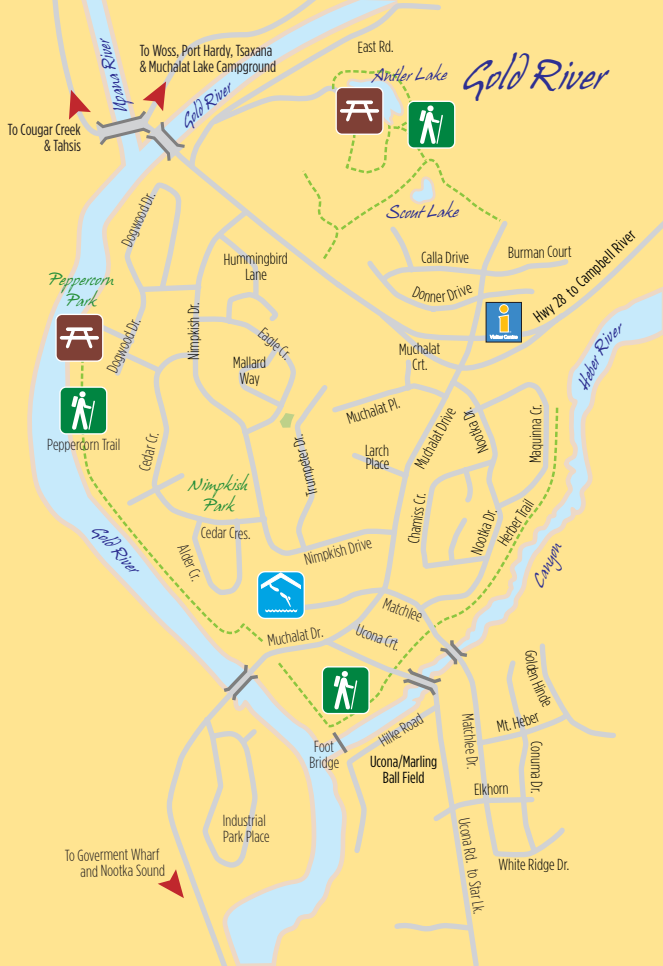 Gold River
East Rd.
Antler Lake
To Woss, Port Hardy, Tsaxana
& Muchalat Lake Campground
Upana River
Gold River
To Cougar Creek
& Tahsis
Scout Lake
Dogwood Dr.
Hummingbird
Lane
Calla Drive
Burman Court
Donner Drive
Hwy 28 to Campbell River
Peppercorn
Park
Visitor Centre
Heber River
Dogwood Dr.
Nimpkish Dr.
Eagle Cr.
Mallard
Way
Muchalat
Crt.
Muchalat Pl.
Muchalat Drive
Nootka Dr.
Maquinna Cr.
Peppercorn Trail
Cedar Cr.
Trumpeter Dr.
Larch
Place
Nimpkish
Park
Chamiss Cr.
Nootka Dr.
Herber Trail
Cedar Cres.
Gold River
Alder Cr.
Nimpkish Drive
Canyon
Matchlee
Muchalat Dr.
Ucona Crt.
Golden Hinde
Foot
Bridge
Hilke Road
Matchlee Dr.
Mt. Heber
Ucona/Marling
Ball Field
Conuma Dr.
Elkhorn
Industrial
Park Place
Ucona Rd. to Star Lk.
To Goverment Wharf
and Nootka Sound
White Ridge Dr.